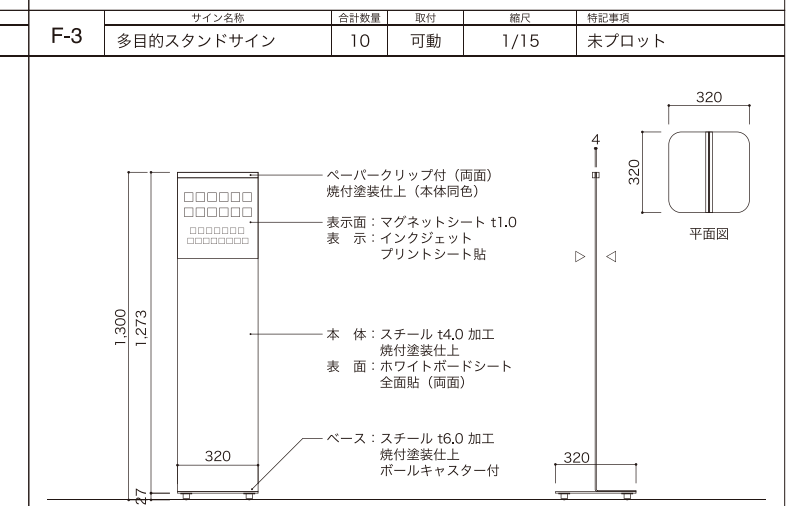 サイン名称
合計数量
取付
縮尺
特記事項
F-3
多目的スタンドサイン
10
可動
1/15
未プロット
320
4
320
平面図
ペーパークリップ付（両面）
焼付塗装仕上（本体同色）
□□□□□□
□□□□□□
□□□□□□□
□□□□□□□□
表示面：マグネットシート t1.0
表　示：インクジェット
プリントシート貼
1,300
1,273
本　体：スチール t4.0 加工
焼付塗装仕上
表　面：ホワイトボードシート
全面貼（両面）
ベース：スチール t6.0 加工
焼付塗装仕上
ボールキャスター付
320
320
27